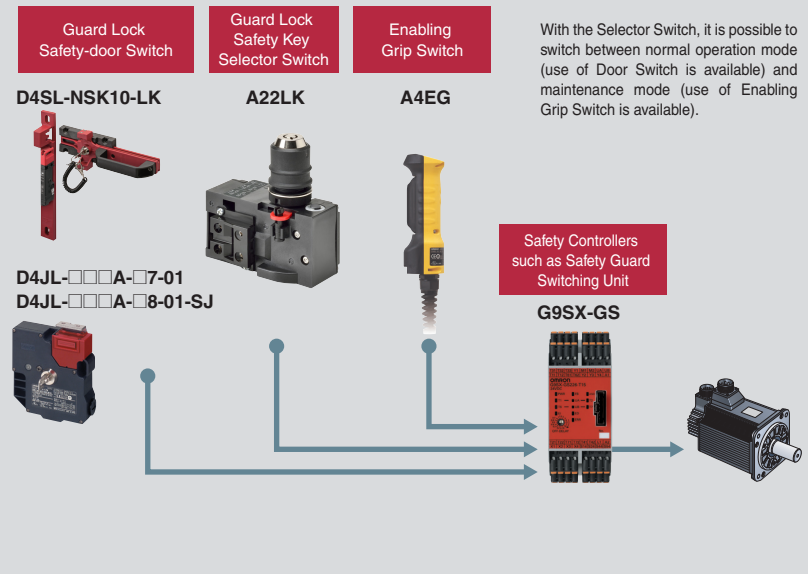 Guard Lock
Safety-door Switch
Guard Lock
Safety Key
Selector Switch
Enabling
Grip Switch
With the Selector Switch, it is possible to
switch between normal operation mode
(use of Door Switch is available) and
maintenance mode (use of Enabling
Grip Switch is available).
D4SL-NSK10-LK
A22LK
A4EG
D4JL-□□□A-□7-01
D4JL-□□□A-□8-01-SJ
Safety Controllers
such as Safety Guard
Switching Unit
G9SX-GS
omron